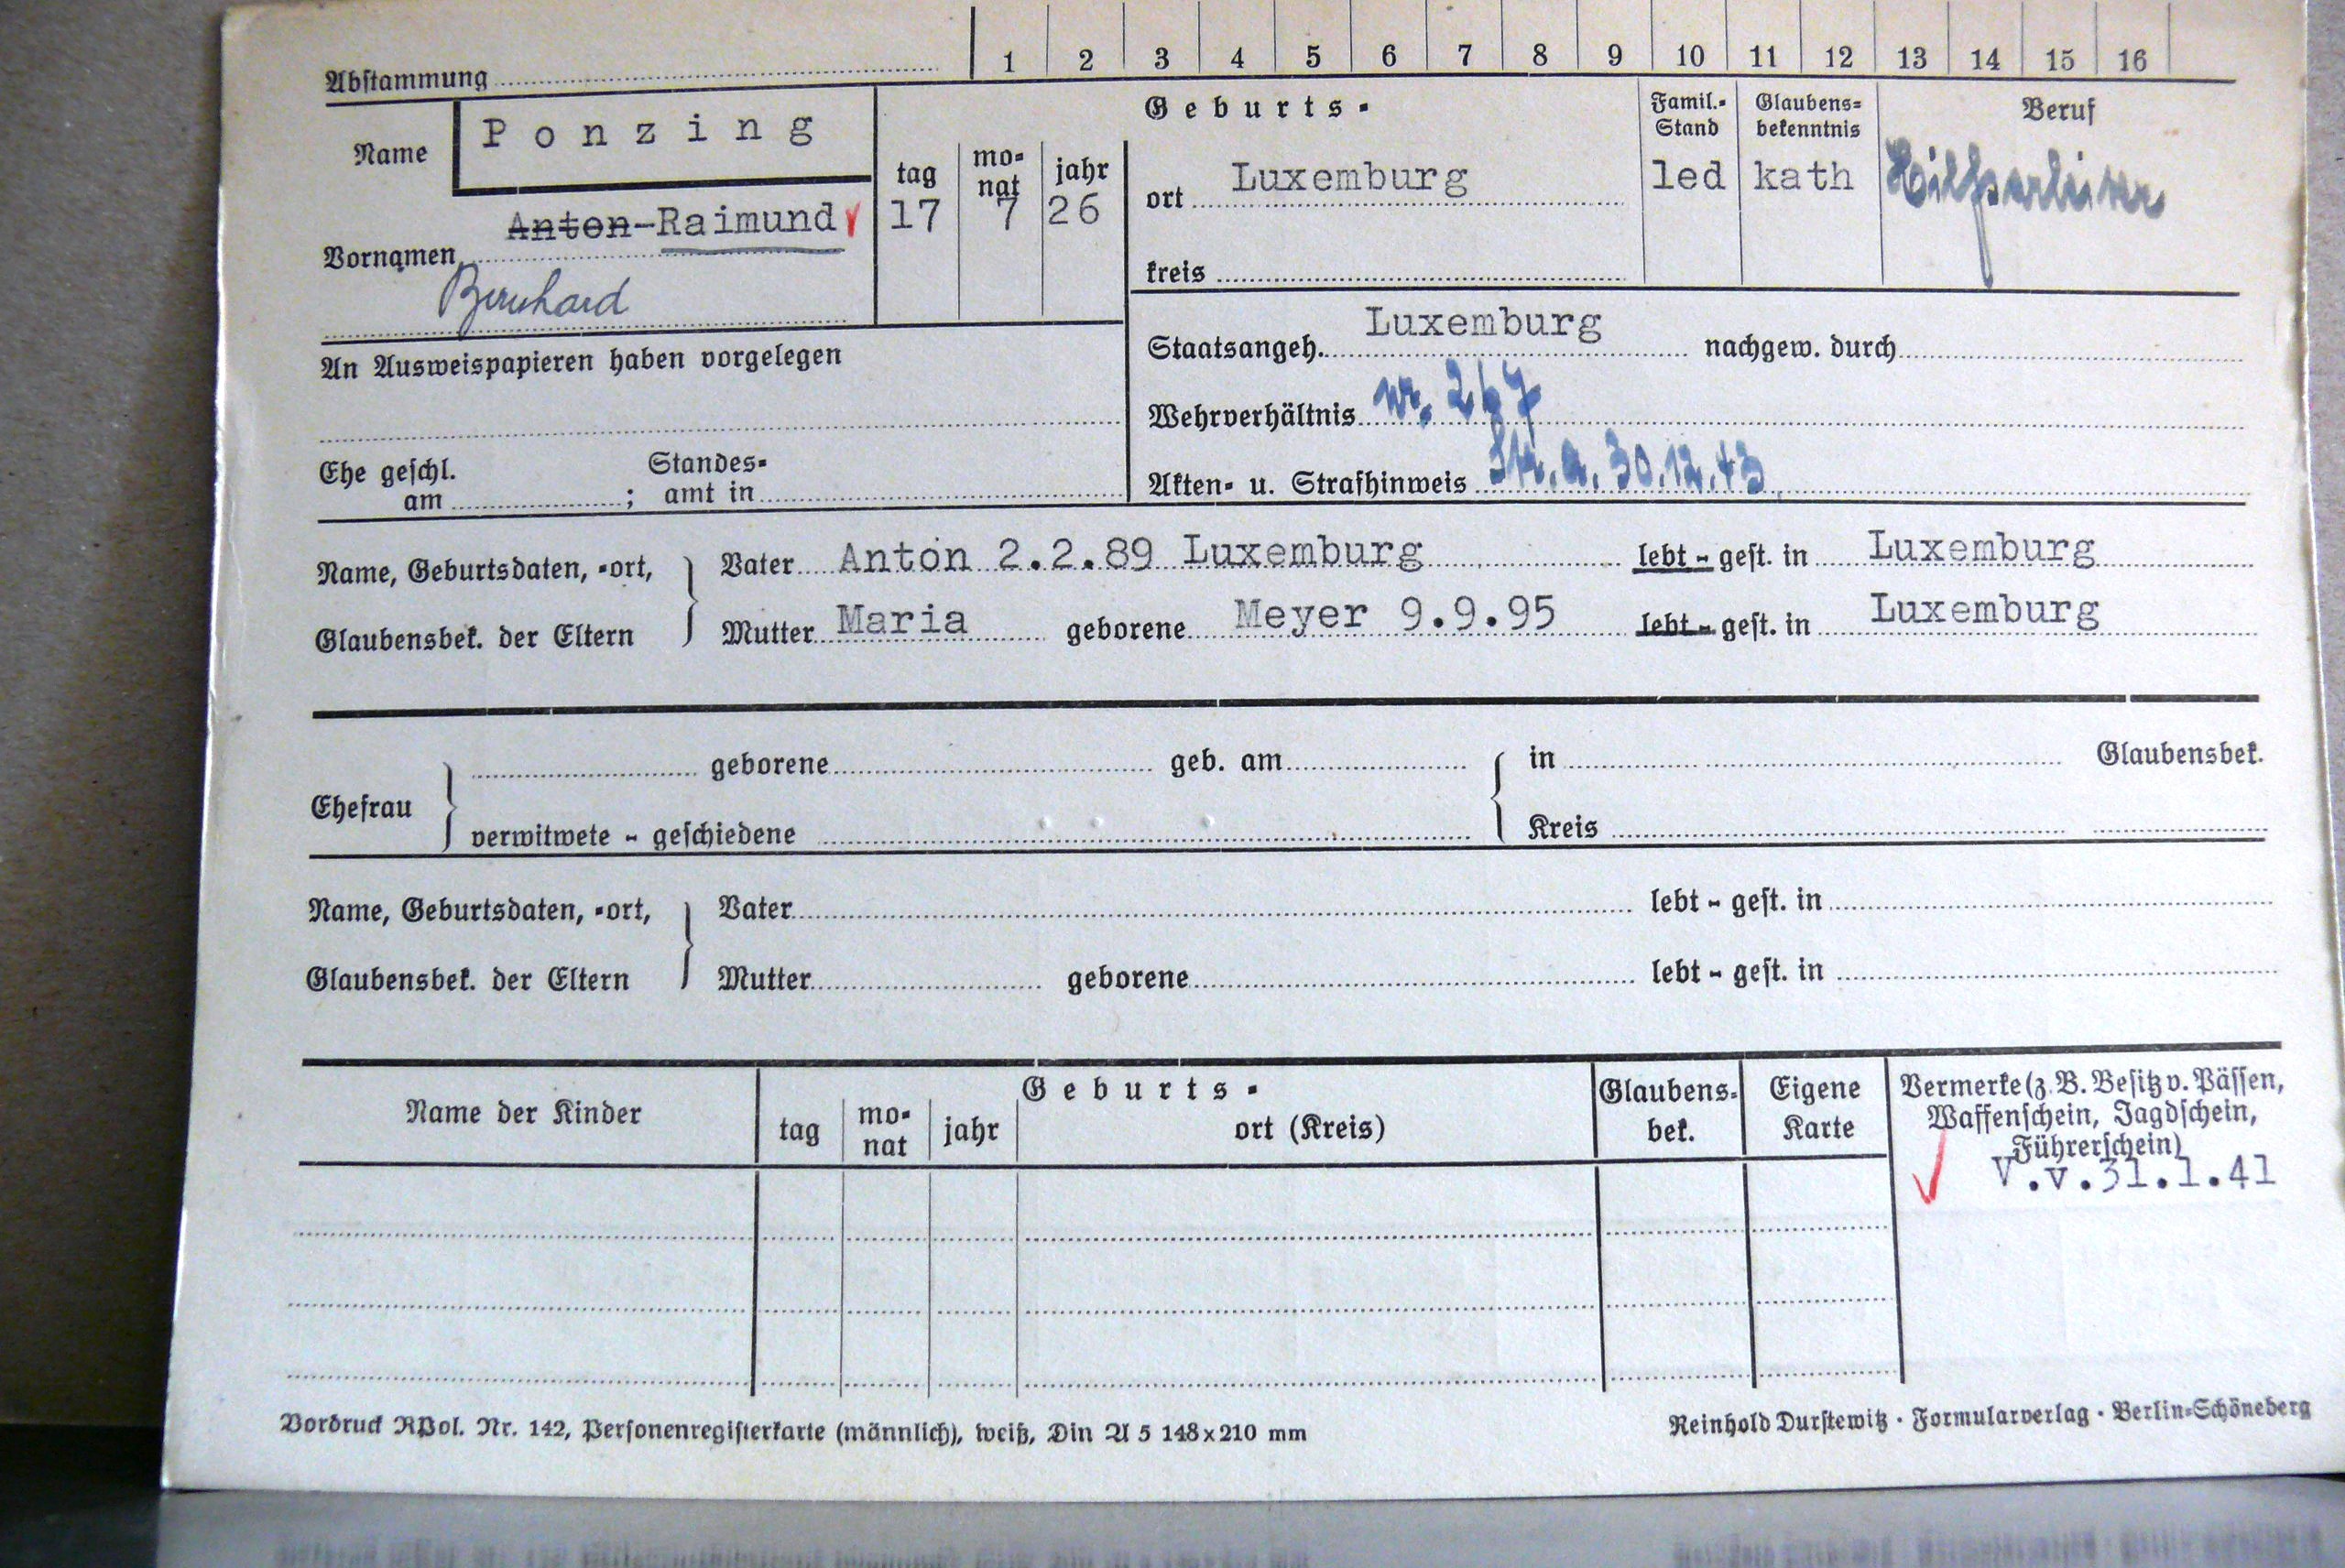 1 2 3 4 5 6 7 8 9 10 11 12 13 14 15 16
Abstammung
Name Ponzing
Geburts-
Famil.-Stand
Glaubens-bekenntnis
Beruf
tag mo-nat jahr
ort Luxemburg
led kath Hilfsarbeiter
Vornamen Anton-Raimund
17 7 26
kreis
Bernhard
An Ausweispapieren haben vorgelegen
Staatsangeh. Luxemburg nachgew. durch
Wehrverhältnis W. 267
Ehe geschl. am ; Standes-amt in
Akten- u. Strafhinweis Str. a. 30.12.43
Name, Geburtsdaten, -ort,
Vater Anton 2.2.89 Luxemburg lebt - gest. in Luxemburg
Glaubensbek. der Eltern
Mutter Maria geborene Meyer 9.9.95 lebt - gest. in Luxemburg
geborene geb. am in Glaubensbek.
Ehefrau
verwitwete - geschiedene Kreis
Name, Geburtsdaten, -ort,
Vater lebt - gest. in
Glaubensbek. der Eltern
Mutter geborene lebt - gest. in
Name der Kinder
Geburts-
tag mo-nat jahr ort (Kreis)
Glaubens-bek.
Eigene Karte
Vermerke (z. B. Besitz v. Pässen,
Waffenschein, Jagdschein,
Führerschein)
V.v.31.1.41
Vordruck RPol. Nr. 142, Personenregisterkarte (männlich), weiß, Din A 5 148x210 mm
Reinhold Durstewitz · Formularverlag · Berlin-Schöneberg